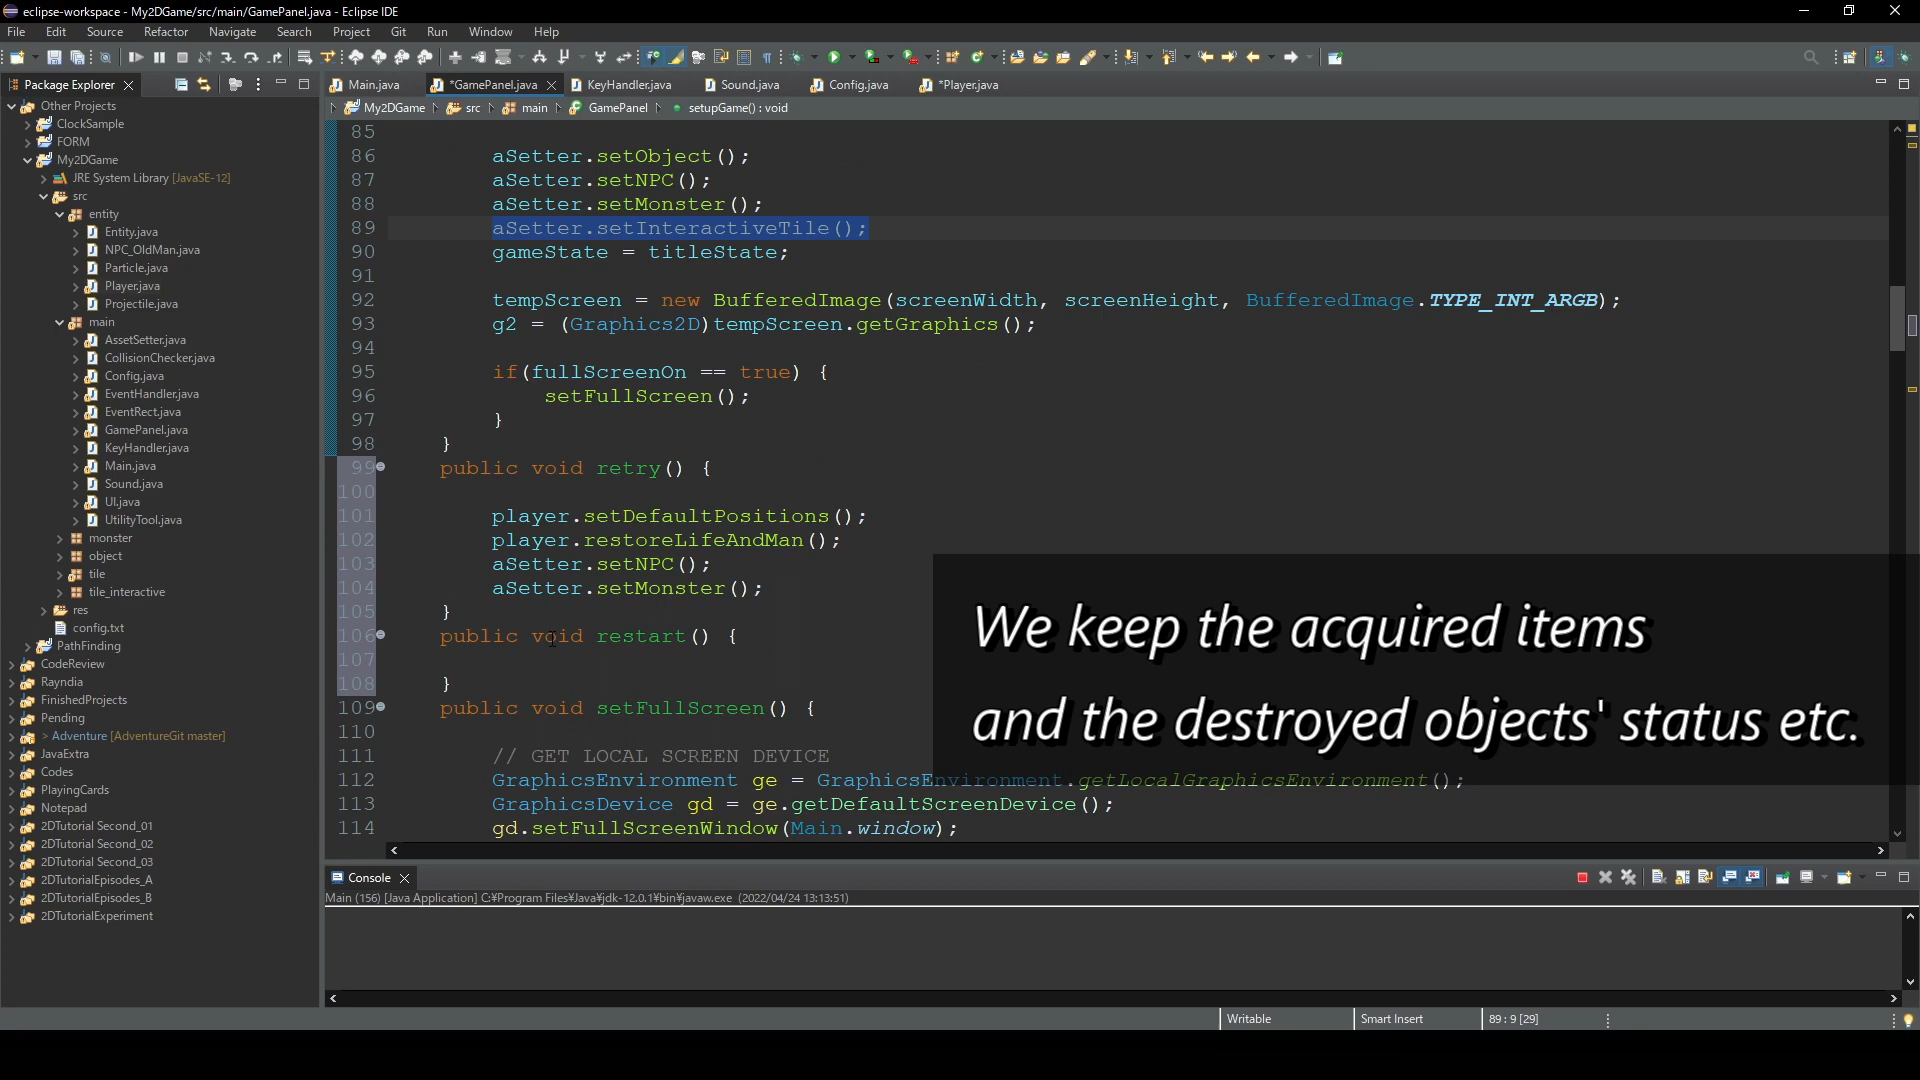 eclipse-workspace - My2DGame/src/main/GamePanel.java - Eclipse IDE
File Edit Source Refactor Navigate Search Project Git Run Window Help
Package Explorer
Main.java *GamePanel.java KeyHandler.java Sound.java Config.java *Player.java
My2DGame src main GamePanel setupGame() : void
Other Projects
ClockSample
FORM
My2DGame
JRE System Library [JavaSE-12]
src
entity
Entity.java
NPC_OldMan.java
Particle.java
Player.java
Projectile.java
main
AssetSetter.java
CollisionChecker.java
Config.java
EventHandler.java
EventRect.java
GamePanel.java
KeyHandler.java
Main.java
Sound.java
UI.java
UtilityTool.java
monster
object
tile
tile_interactive
res
config.txt
PathFinding
CodeReview
Rayndia
FinishedProjects
Pending
> Adventure [AdventureGit master]
JavaExtra
Codes
PlayingCards
Notepad
2DTutorial Second_01
2DTutorial Second_02
2DTutorial Second_03
2DTutorialEpisodes_A
2DTutorialEpisodes_B
2DTutorialExperiment
85
86 aSetter.setObject();
87 aSetter.setNPC();
88 aSetter.setMonster();
89 aSetter.setInteractiveTile();
90 gameState = titleState;
91
92 tempScreen = new BufferedImage(screenWidth, screenHeight, BufferedImage.TYPE_INT_ARGB);
93 g2 = (Graphics2D)tempScreen.getGraphics();
94
95 if(fullScreenOn == true) {
96 setFullScreen();
97 }
98 }
99 public void retry() {
100
101 player.setDefaultPositions();
102 player.restoreLifeAndMan();
103 aSetter.setNPC();
104 aSetter.setMonster();
105 }
106 public void restart() {
107
108 }
109 public void setFullScreen() {
110
111 // GET LOCAL SCREEN DEVICE
112 GraphicsEnvironment ge = GraphicsEnvironment.getLocalGraphicsEnvironment();
113 GraphicsDevice gd = ge.getDefaultScreenDevice();
114 gd.setFullScreenWindow(Main.window);
We keep the acquired items
and the destroyed objects' status etc.
Console
Main (156) [Java Application] C:¥Program Files¥Java¥jdk-12.0.1¥bin¥javaw.exe (2022/04/24 13:13:51)
Writable Smart Insert 89 : 9 [29]